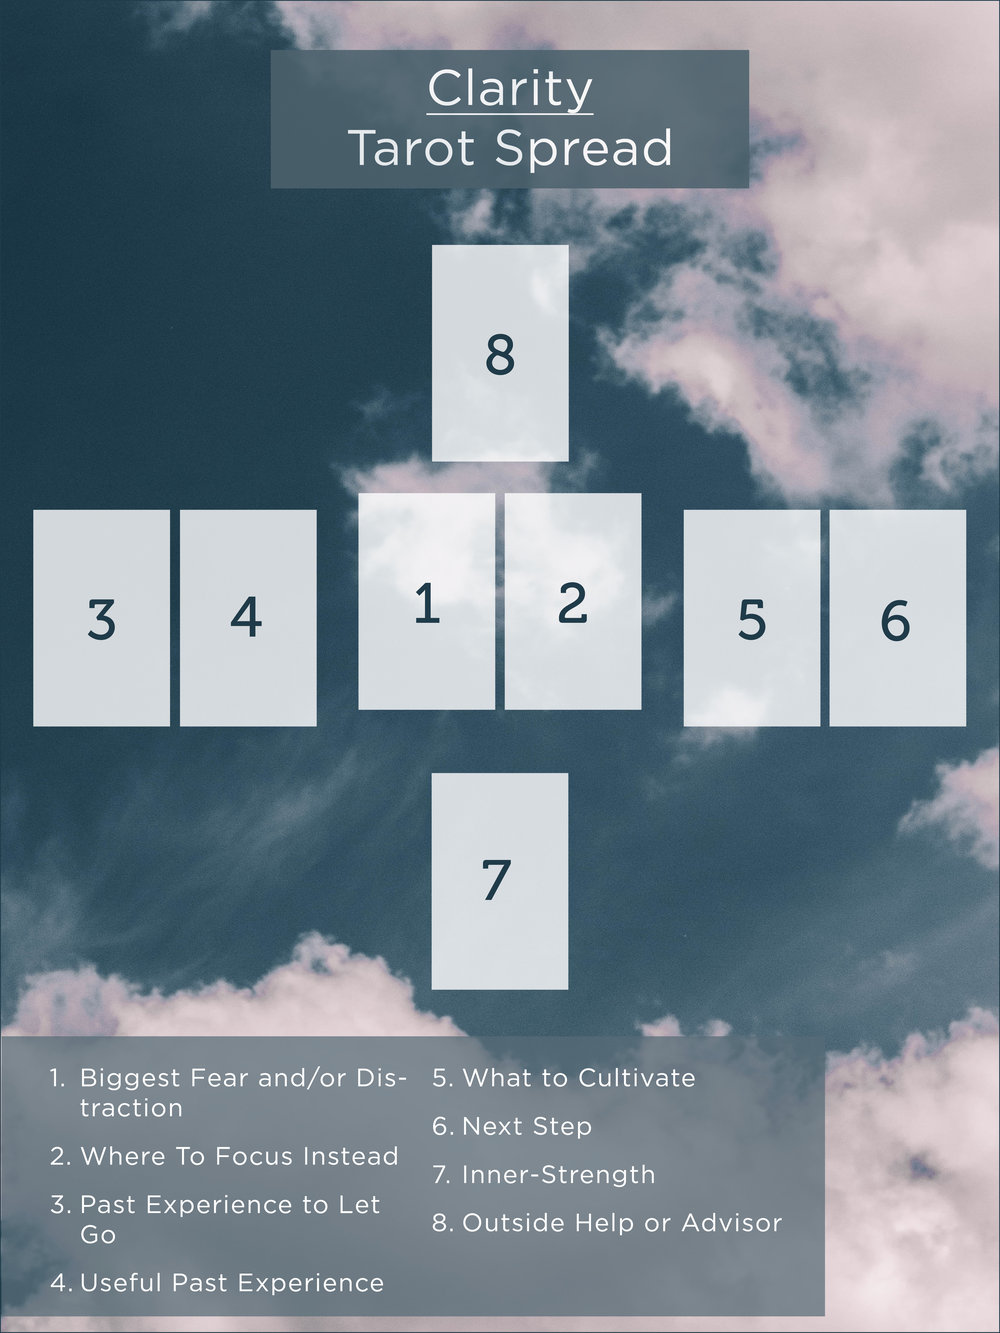 Clarity
Tarot Spread
8
3 4 1 2 5 6
7
1. Biggest Fear and/or Dis-
traction
2. Where To Focus Instead
3. Past Experience to Let
Go
4. Useful Past Experience
5. What to Cultivate
6. Next Step
7. Inner-Strength
8. Outside Help or Advisor